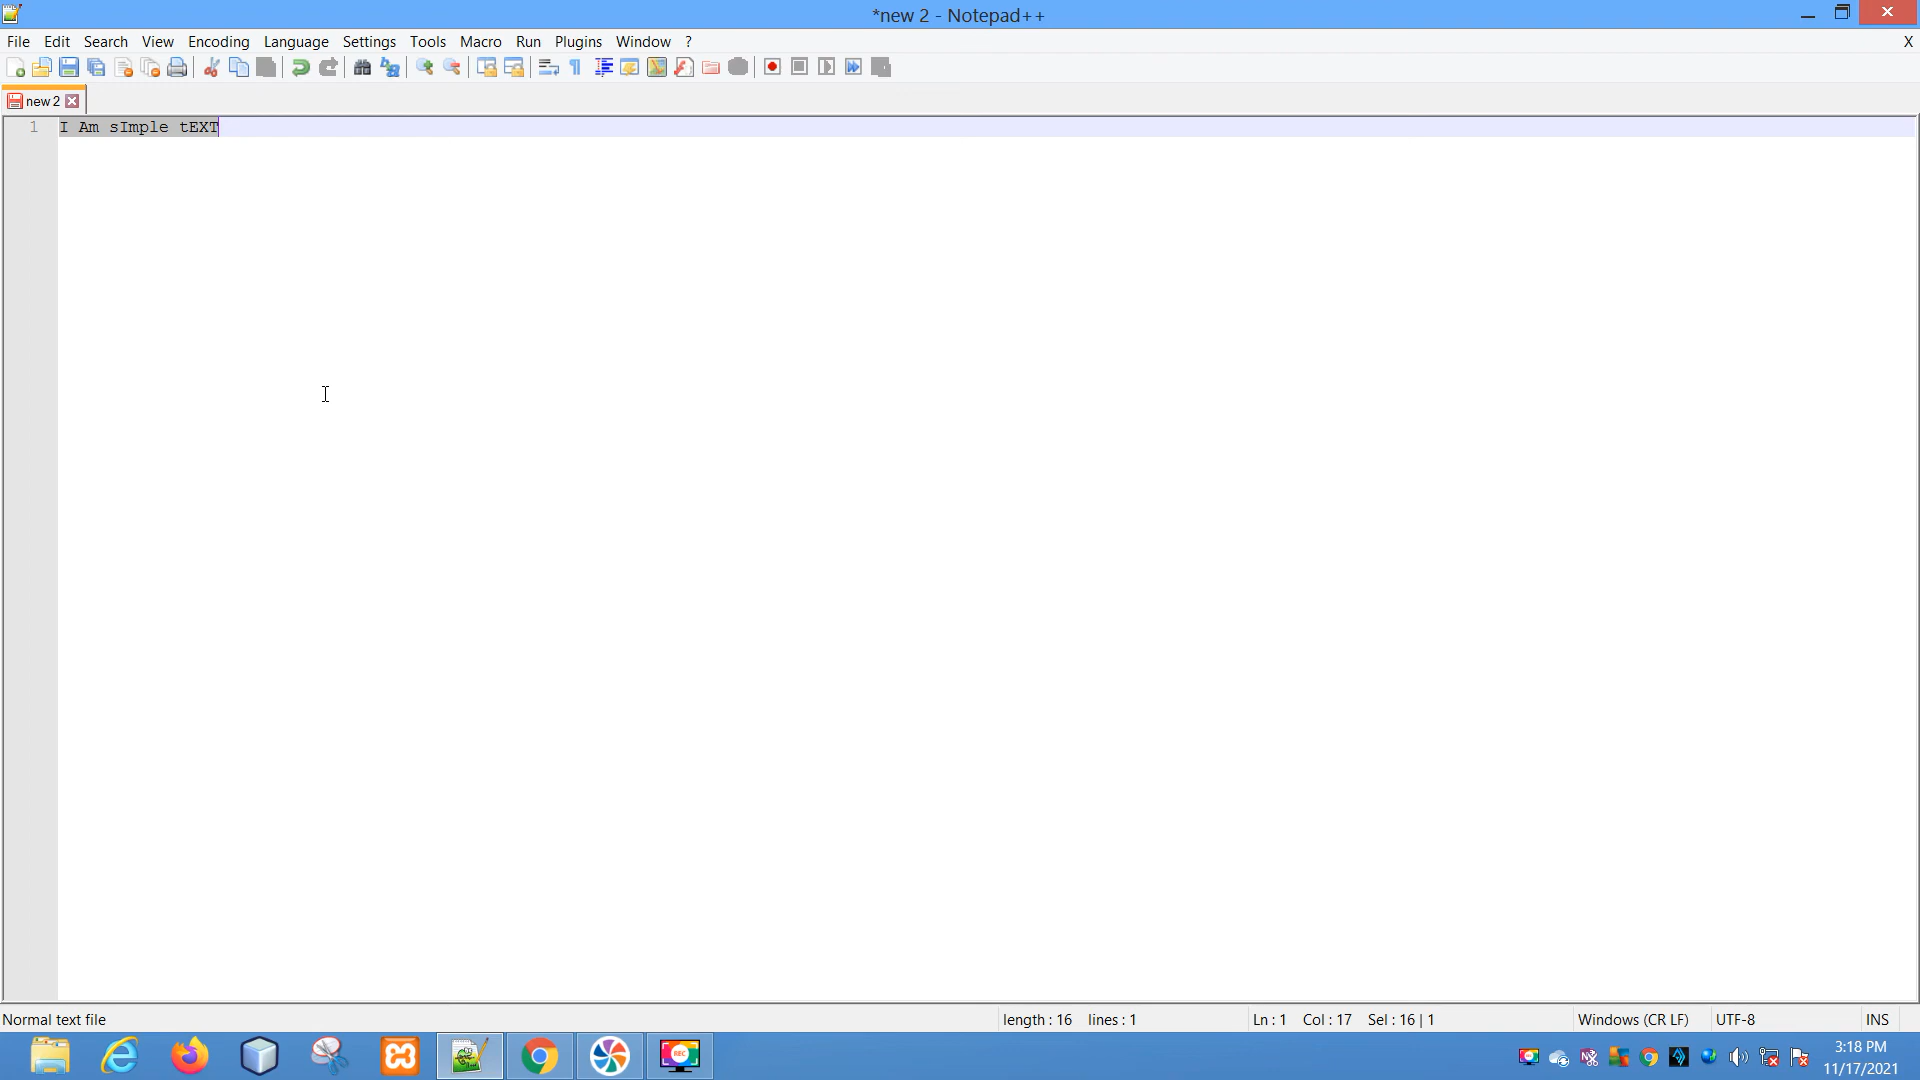 *new 2 - Notepad++
File Edit Search View Encoding Language Settings Tools Macro Run Plugins Window ? X
new 2
1 I Am sImple tEXT
Normal text file length : 16 lines : 1 Ln : 1 Col : 17 Sel : 16 | 1 Windows (CR LF) UTF-8 INS
REC
3:18 PM
11/17/2021